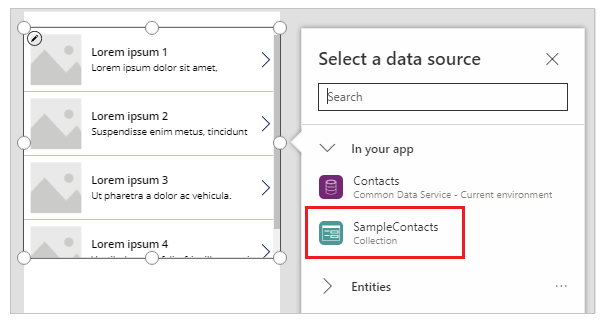 Lorem ipsum 1
Lorem ipsum dolor sit amet,
Lorem ipsum 2
Suspendisse enim metus, tincidunt
Lorem ipsum 3
Ut pharetra a dolor ac vehicula.
Lorem ipsum 4
Select a data source
Search
In your app
Contacts
Common Data Service - Current environment
SampleContacts
Collection
Entities